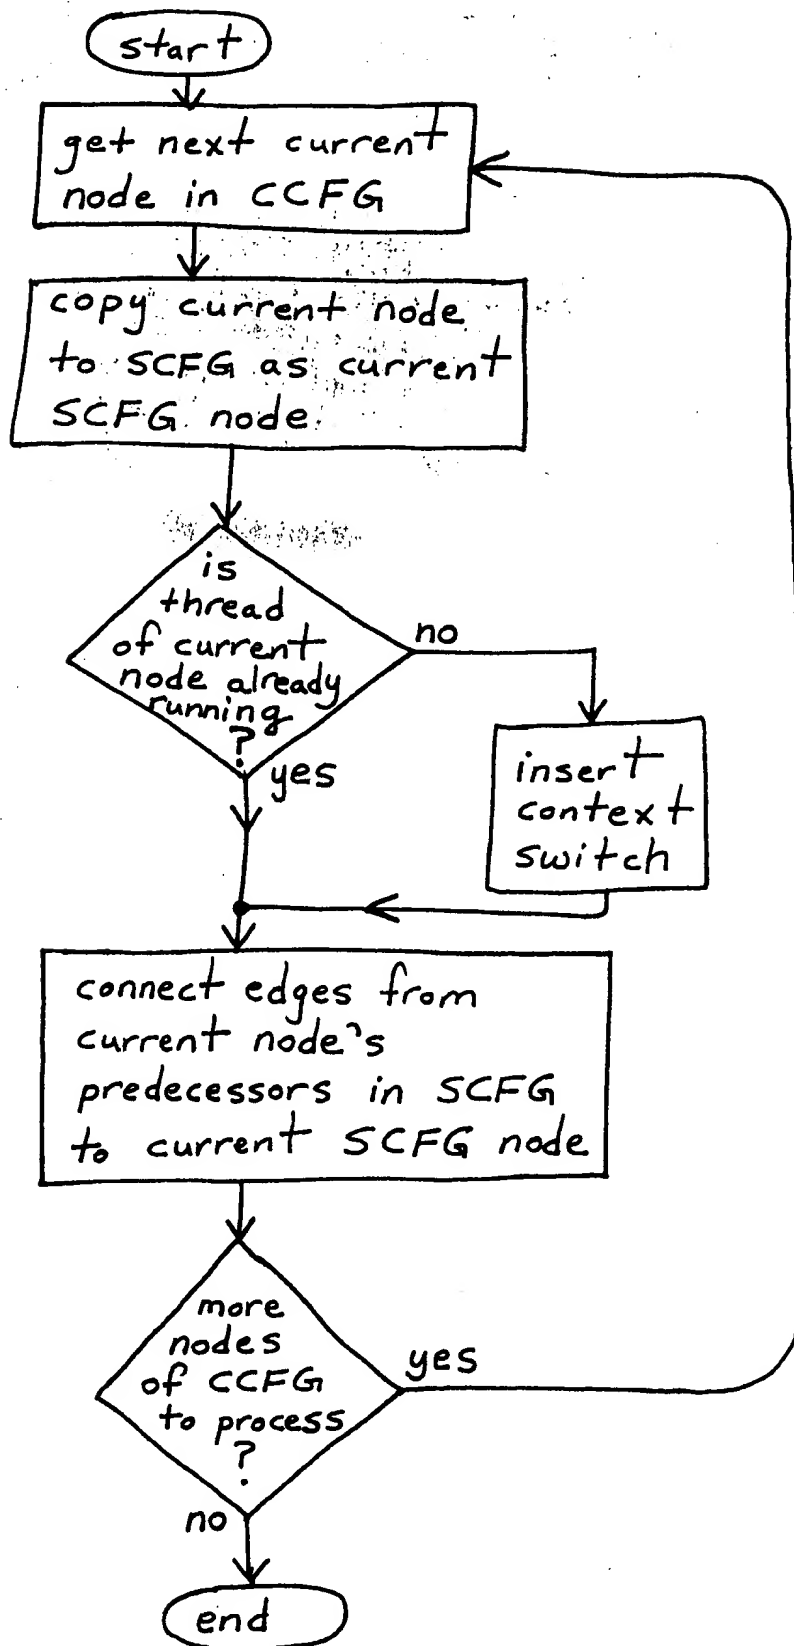 start
get next current
node in CCFG
copy current node
to SCFG as current
SCFG node
is
thread
of current
node already
running
?
no
yes
insert
context
switch
connect edges from
current node's
predecessors in SCFG
to current SCFG node
more
nodes
of CCFG
to process
?
yes
no
end